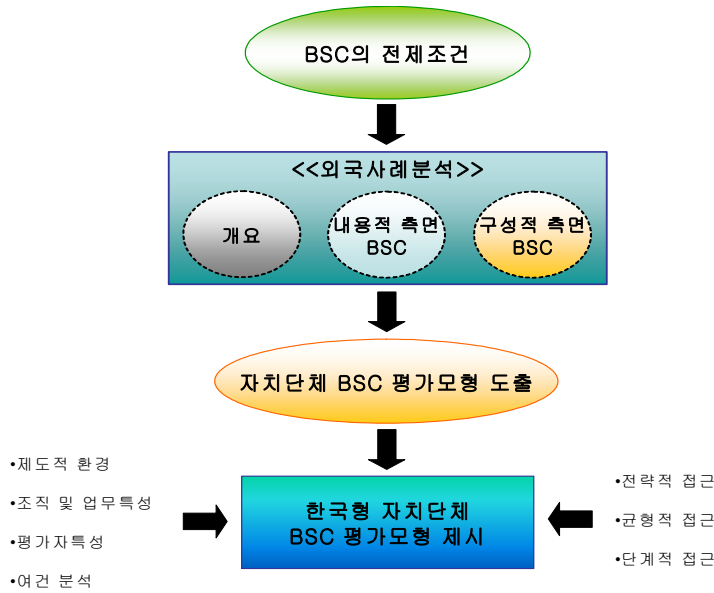 BSC의 전제조건
<<외국사례분석>>
개요
내용적 측면
BSC
구성적 측면
BSC
자치단체 BSC 평가모형 도출
•제도적 환경
•조직 및 업무특성
•평가자특성
•여건 분석
한국형 자치단체
BSC 평가모형 제시
•전략적 접근
•균형적 접근
•단계적 접근